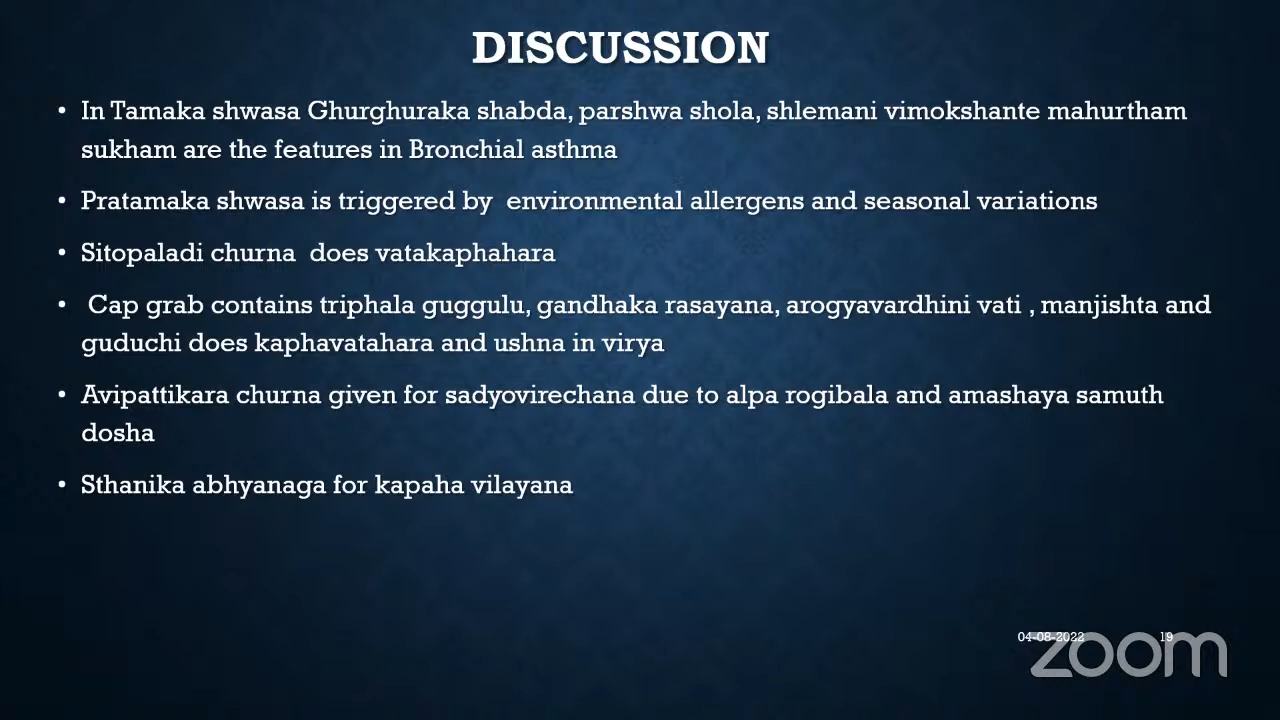 DISCUSSION
• In Tamaka shwasa Ghurghuraka shabda, parshwa shola, shlemani vimokshante mahurtham
sukham are the features in Bronchial asthma
• Pratamaka shwasa is triggered by environmental allergens and seasonal variations
• Sitopaladi churna does vatakaphahara
• Cap grab contains triphala guggulu, gandhaka rasayana, arogyavardhini vati , manjishta and
guduchi does kaphavatahara and ushna in virya
• Avipattikara churna given for sadyovirechana due to alpa rogibala and amashaya samuth
dosha
• Sthanika abhyanaga for kapaha vilayana
04-08-2022 19
zoom